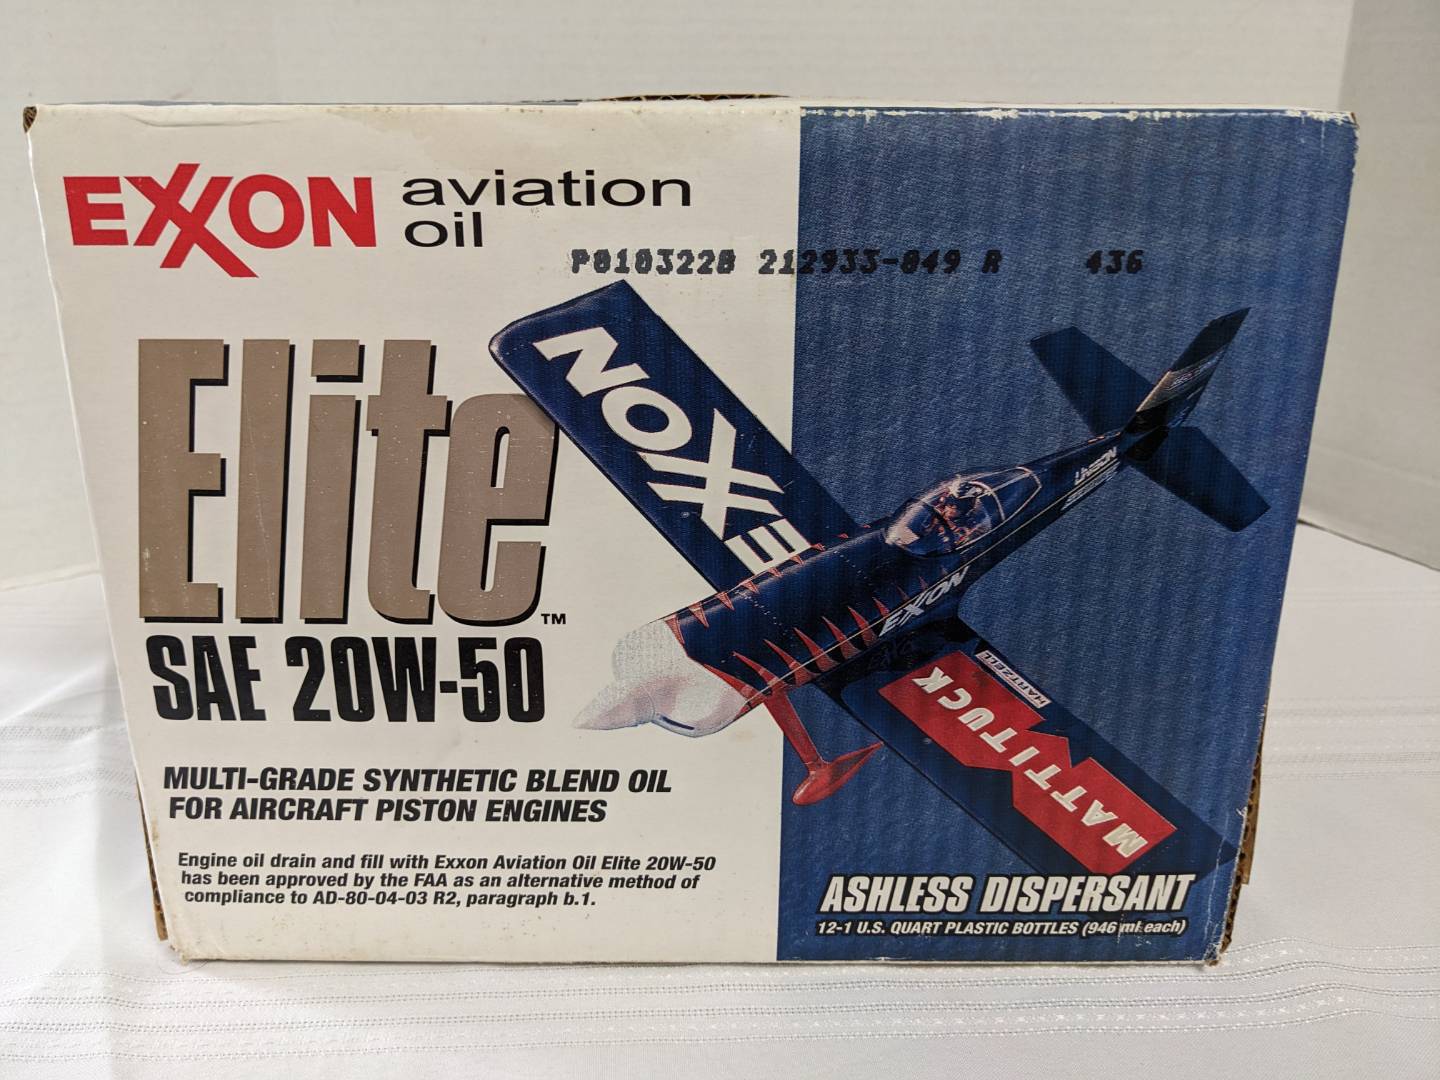 EXXON aviation
oil
P0103228 212933-049 R 436
Elite™
SAE 20W-50
MULTI-GRADE SYNTHETIC BLEND OIL
FOR AIRCRAFT PISTON ENGINES
Engine oil drain and fill with Exxon Aviation Oil Elite 20W-50
has been approved by the FAA as an alternative method of
compliance to AD-80-04-03 R2, paragraph b.1.
EXXON
UNISON
EXXON
HARTZELL
MATTITUCK
ASHLESS DISPERSANT
12-1 U.S. QUART PLASTIC BOTTLES (946 ml each)